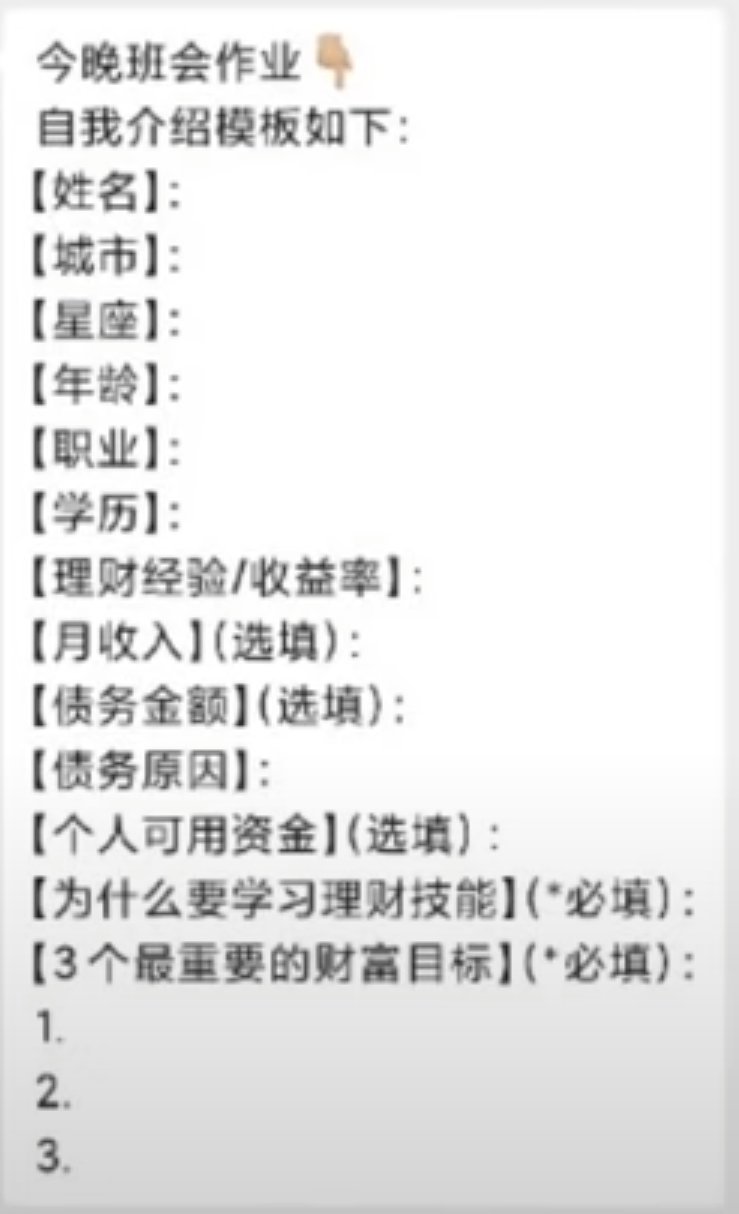 今晚班会作业👇🏼
自我介绍模板如下:
【姓名】:
【城市】:
【星座】:
【年龄】:
【职业】:
【学历】:
【理财经验/收益率】:
【月收入】(选填):
【债务金额】(选填):
【债务原因】:
【个人可用资金】(选填):
【为什么要学习理财技能】(*必填):
【3个最重要的财富目标】(*必填):
1.
2.
3.